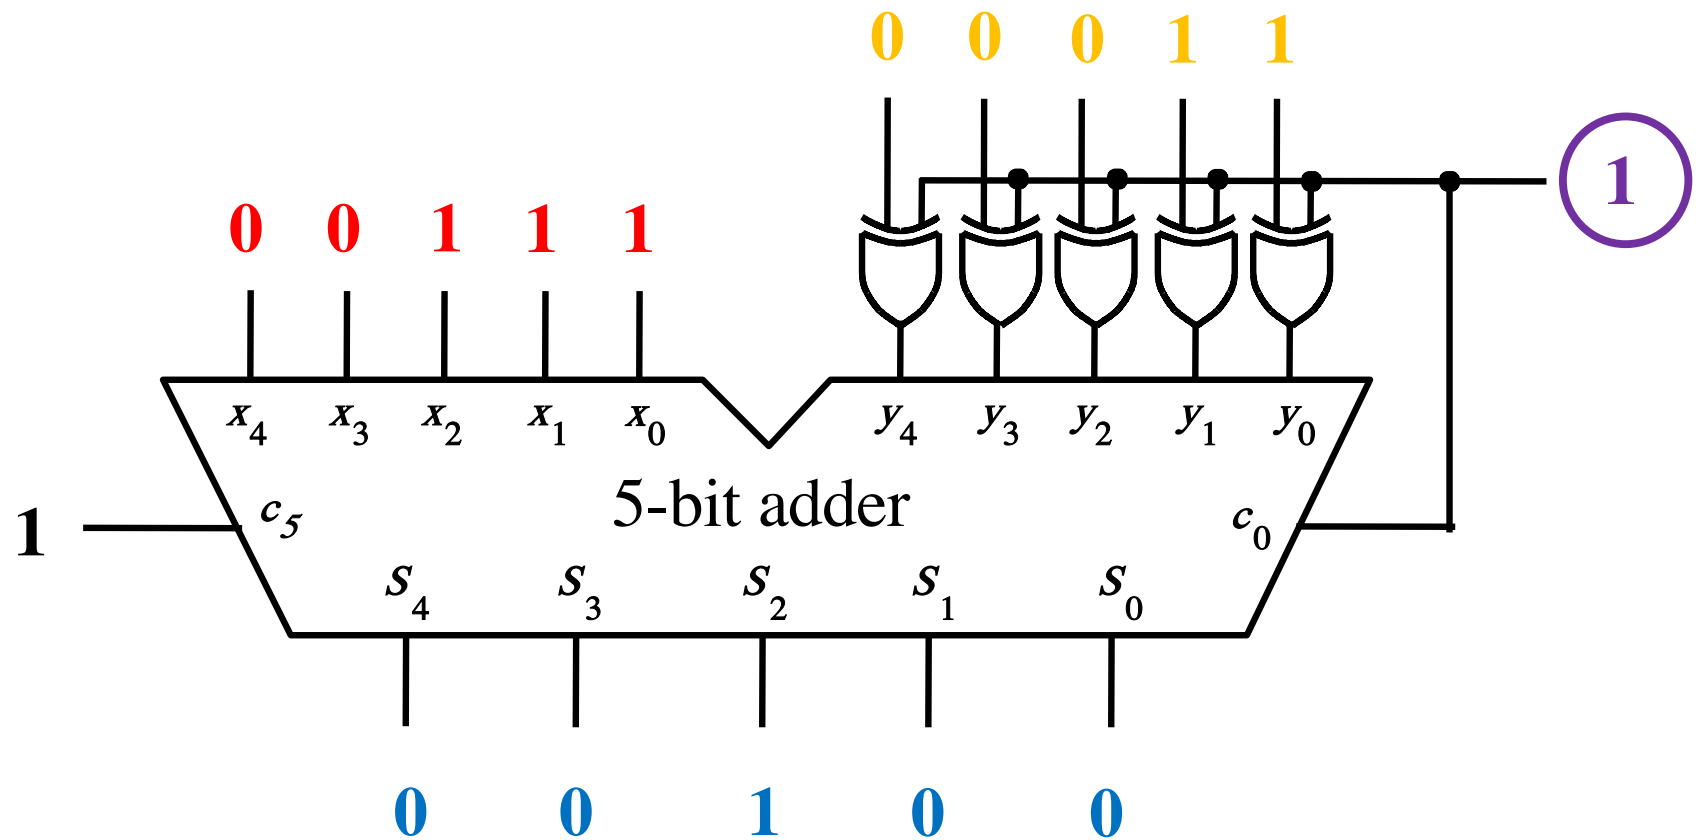 0 0 0 1 1
1
0 0 1 1 1
x4 x3 x2 x1 x0 y4 y3 y2 y1 y0
1 c5 5-bit adder c0
s4 s3 s2 s1 s0
0 0 1 0 0